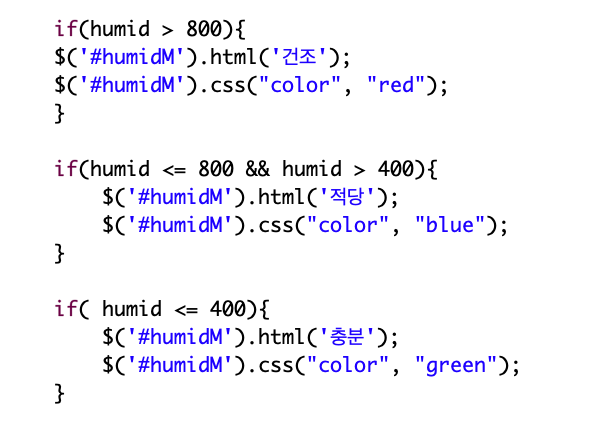 if(humid > 800){
$('#humidM').html('건조');
$('#humidM').css("color", "red");
}
if(humid <= 800 && humid > 400){
    $('#humidM').html('적당');
    $('#humidM').css("color", "blue");
}
if( humid <= 400){
    $('#humidM').html('충분');
    $('#humidM').css("color", "green");
}